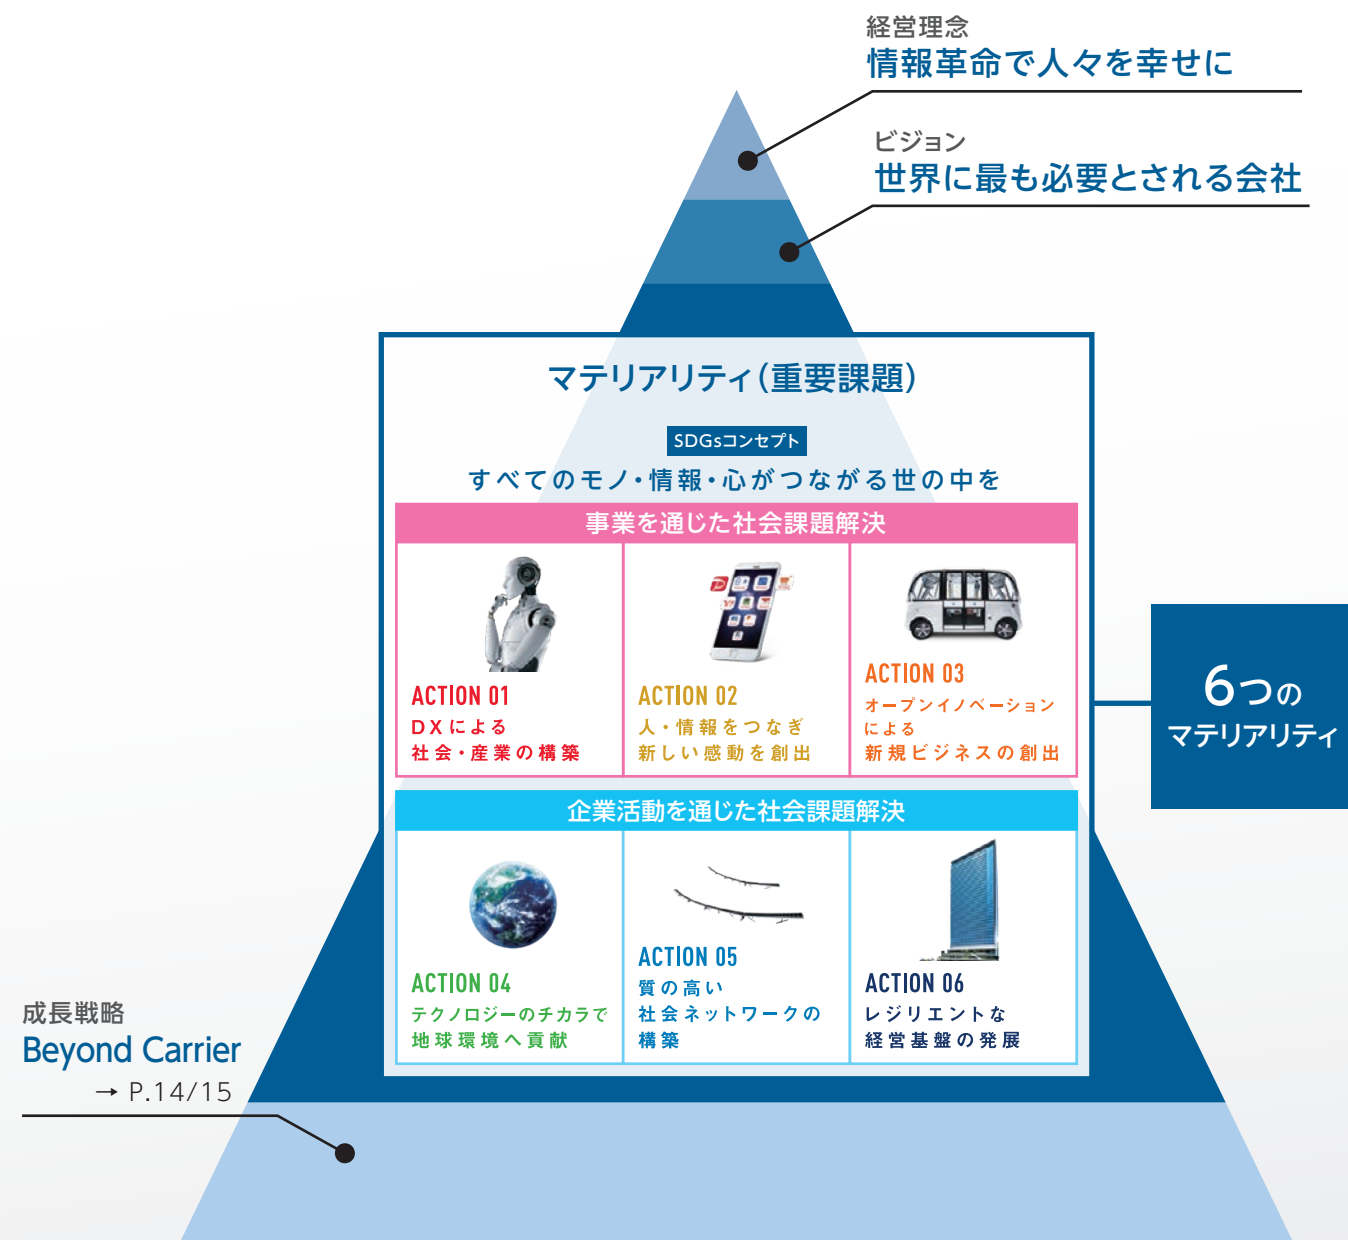 経営理念
情報革命で人々を幸せに
ビジョン
世界に最も必要とされる会社
マテリアリティ(重要課題)
SDGsコンセプト
すべてのモノ・情報・心がつながる世の中を
事業を通じた社会課題解決
ACTION 01
DXによる
社会・産業の構築
ACTION 02
人・情報をつなぎ
新しい感動を創出
ACTION 03
オープンイノベーション
による
新規ビジネスの創出
企業活動を通じた社会課題解決
ACTION 04
テクノロジーのチカラで
地球環境へ貢献
ACTION 05
質の高い
社会ネットワークの
構築
ACTION 06
レジリエントな
経営基盤の発展
6つの
マテリアリティ
成長戦略
Beyond Carrier
→ P.14/15